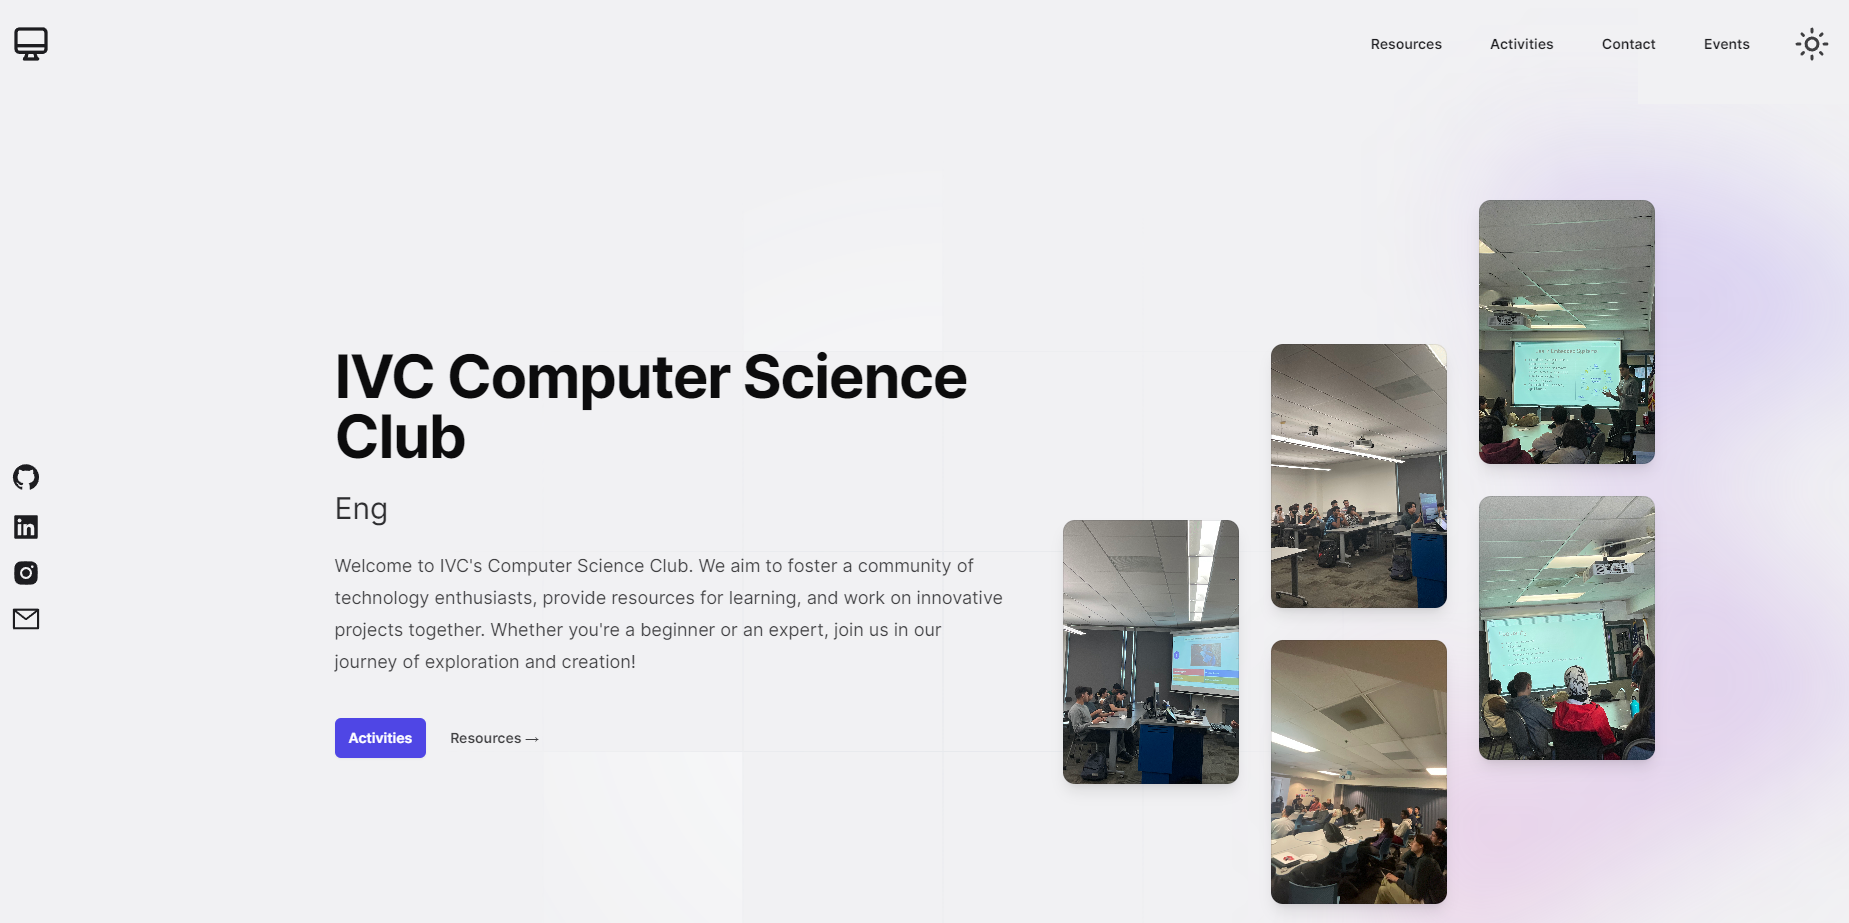 Resources
Activities
Contact
Events
IVC Computer Science
Club
Eng
Welcome to IVC's Computer Science Club. We aim to foster a community of
technology enthusiasts, provide resources for learning, and work on innovative
projects together. Whether you're a beginner or an expert, join us in our
journey of exploration and creation!
Activities
Resources →